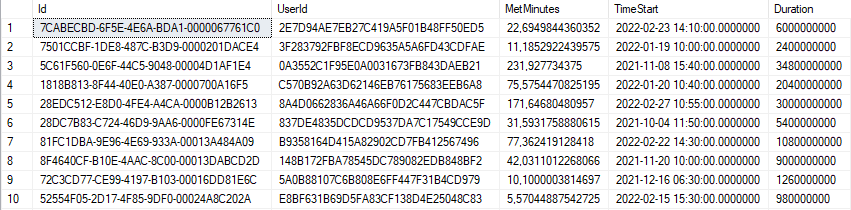 Id UserId MetMinutes TimeStart Duration
1 7CABECBD-6F5E-4E6A-BDA1-0000067761C0 2E7D94AE7EB27C419A5F01B48FF50ED5 22,6949844360352 2022-02-23 14:10:00.0000000 6000000000
2 7501CCBF-1DE8-487C-B3D9-0000201DACE4 3F283792FBF8ECD9635A5A6FD43CDFAE 11,1852922439575 2022-01-19 10:00:00.0000000 2400000000
3 5C61F560-0E6F-44C5-9048-00004D1AF1E4 0A3552C1F95E0A0031673FB843DAEB21 231,927734375 2021-11-08 15:40:00.0000000 34800000000
4 1818B813-8F44-40E0-A387-0000700A16F5 C570B92A63D62146EB76175683EEB6A8 75,5754470825195 2022-01-20 10:40:00.0000000 20400000000
5 28EDC512-E8D0-4FE4-A4CA-0000B12B2613 8A4D0662836A46A66F0D2C447CBDAC5F 171,64680480957 2022-02-27 10:55:00.0000000 30000000000
6 28DC7B83-C724-46D9-9AA6-0000FE67314E 837DE4835DCDCD9537DA7C17549CCE9D 31,5931758880615 2021-10-04 11:50:00.0000000 5400000000
7 81FC1DBA-9E96-4E69-933A-00013A484A09 B9358164D415A82902CD7FB412567496 77,362419128418 2022-02-22 14:30:00.0000000 10800000000
8 8F4640CF-B10E-4AAC-8C00-00013DABCD2D 148B172FBA78545DC789082EDB848BF2 42,0311012268066 2021-11-20 10:00:00.0000000 9000000000
9 72C3CD77-CE99-4197-B103-00016DD81E6C 5A0B88107C6B808E6FF447F31B4CD979 10,1000003814697 2021-12-16 06:30:00.0000000 1260000000
10 52554F05-2D17-4F85-9DF0-00024A8C202A E8BF631B69D5FA83CF138D4E25048C83 5,57044887542725 2022-02-15 15:30:00.0000000 980000000